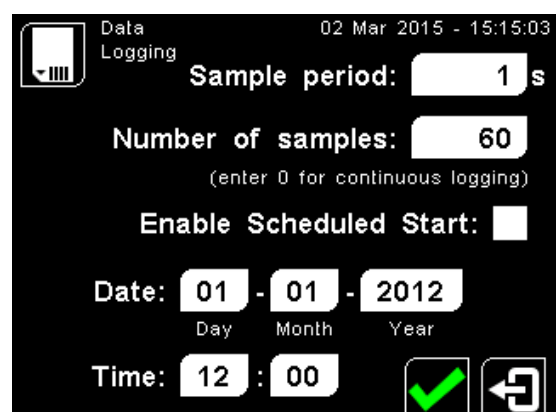 Data 02 Mar 2015 - 15:15:03
Logging
Sample period: 1 s
Number of samples: 60
(enter 0 for continuous logging)
Enable Scheduled Start:
Date: 01 - 01 - 2012
Day Month Year
Time: 12 : 00